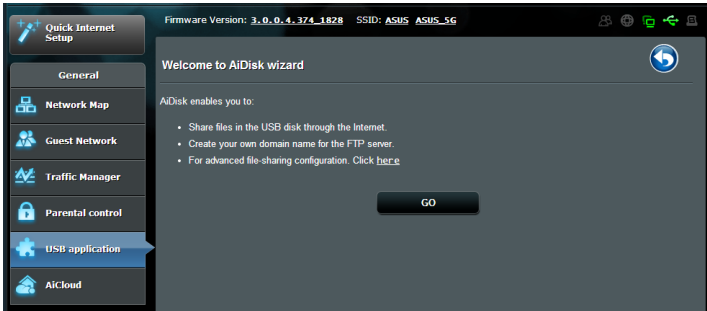 Quick Internet
Setup
Firmware Version: 3.0.0.4.374_1828 SSID: ASUS ASUS_5G
General
Network Map
Guest Network
Traffic Manager
Parental control
USB application
AiCloud
Welcome to AiDisk wizard
AiDisk enables you to:
Share files in the USB disk through the Internet.
Create your own domain name for the FTP server.
For advanced file-sharing configuration. Click here
GO